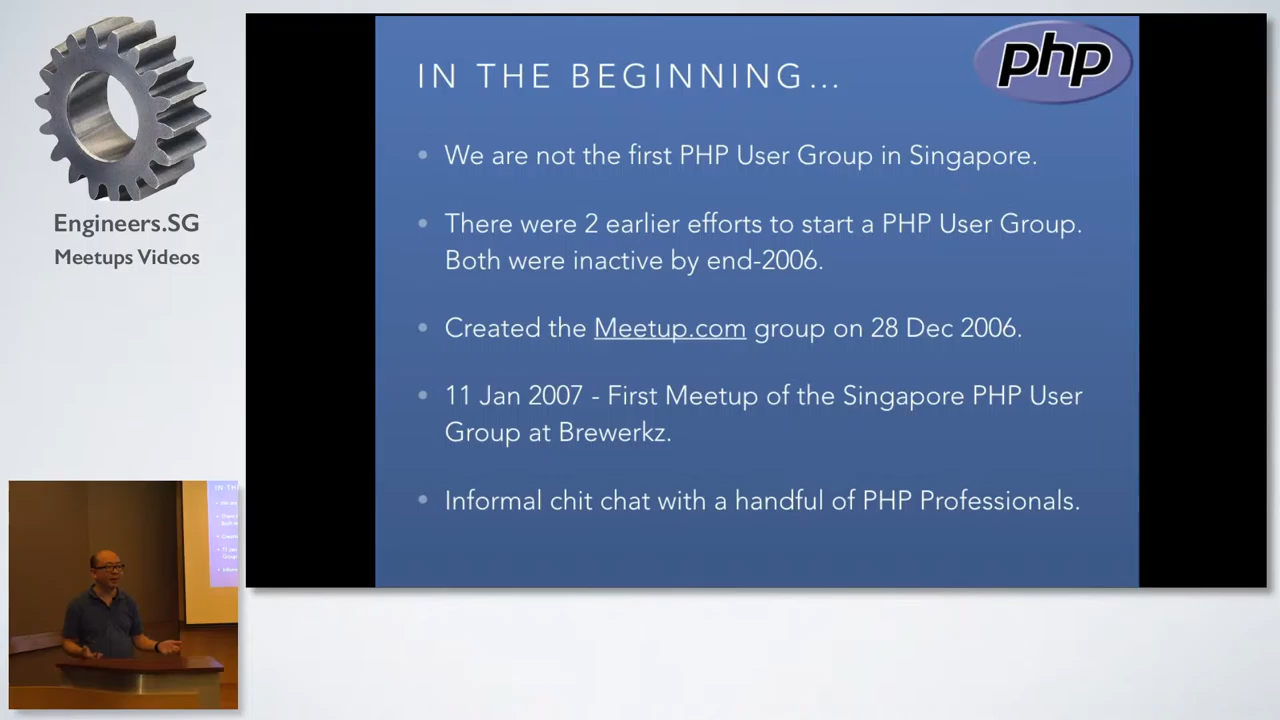 Engineers.SG
Meetups Videos
IN THE BEGINNING...
php
• We are not the first PHP User Group in Singapore.
• There were 2 earlier efforts to start a PHP User Group.
Both were inactive by end-2006.
• Created the Meetup.com group on 28 Dec 2006.
• 11 Jan 2007 - First Meetup of the Singapore PHP User
Group at Brewerkz.
• Informal chit chat with a handful of PHP Professionals.
IN TH